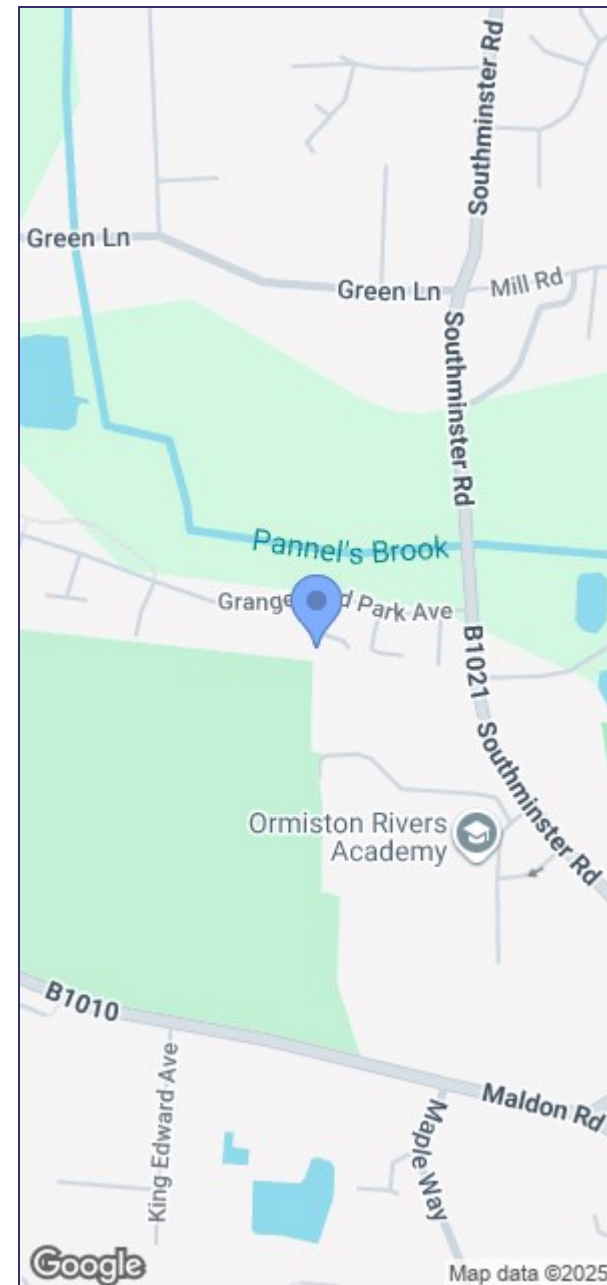 Southminster Rd
Green Ln
Green Ln
Mill Rd
Southminster Rd
Pannel's Brook
Park Ave
B1021
Southminster Rd
Ormiston Rivers
Academy
B1010
Maldon Rd
King Edward Ave
Maple Way
Google
Map data ©2025